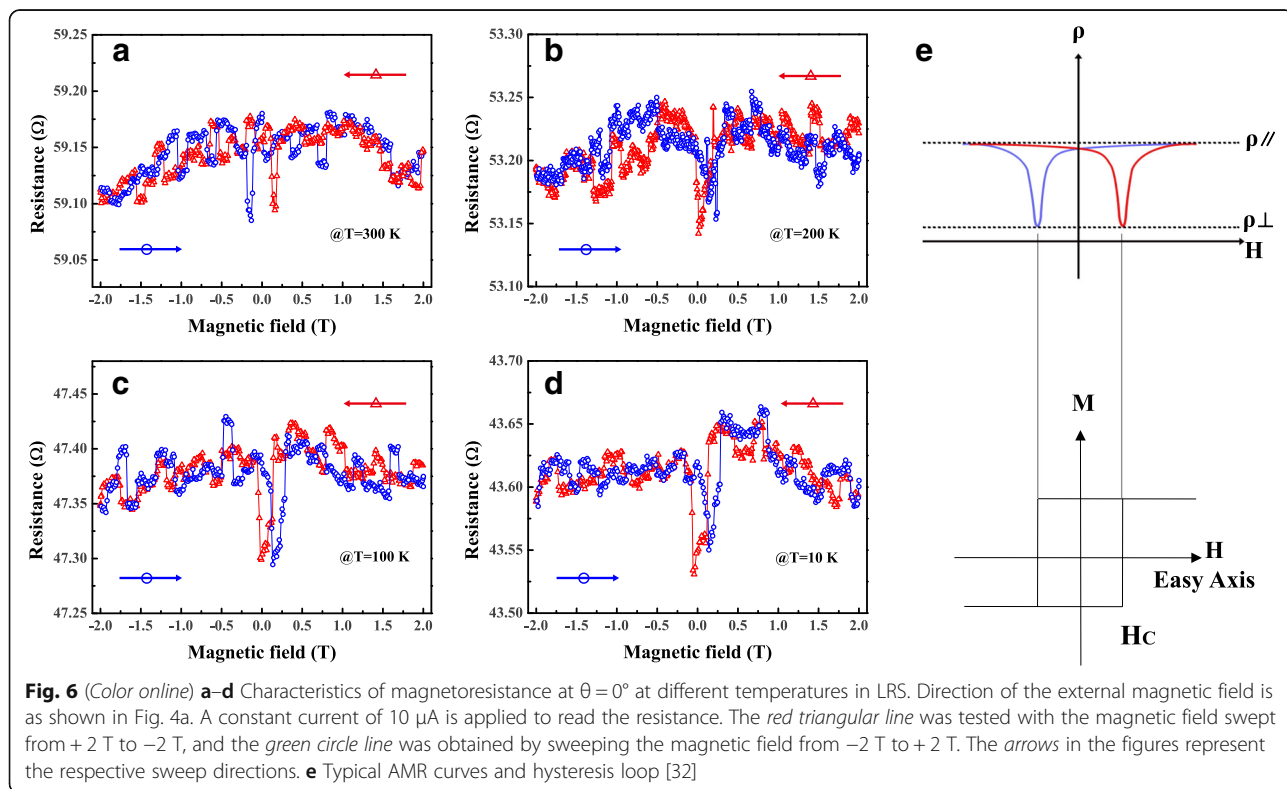 a
59.25
59.20
59.15
59.10
59.05
Resistance (Ω)
@T=300 K
-2.0 -1.5 -1.0 -0.5 0.0 0.5 1.0 1.5 2.0
Magnetic field (T)
b
53.30
53.25
53.20
53.15
53.10
Resistance (Ω)
@T=200 K
-2.0 -1.5 -1.0 -0.5 0.0 0.5 1.0 1.5 2.0
Magnetic field (T)
c
47.45
47.40
47.35
47.30
47.25
Resistance (Ω)
@T=100 K
-2.0 -1.5 -1.0 -0.5 0.0 0.5 1.0 1.5 2.0
Magnetic field (T)
d
43.70
43.65
43.60
43.55
43.50
Resistance (Ω)
@T=10 K
-2.0 -1.5 -1.0 -0.5 0.0 0.5 1.0 1.5 2.0
Magnetic field (T)
e
ρ
ρ//
ρ⊥
H
M
H
Easy Axis
HC
Fig. 6 (Color online) a–d Characteristics of magnetoresistance at θ = 0° at different temperatures in LRS. Direction of the external magnetic field is
as shown in Fig. 4a. A constant current of 10 μA is applied to read the resistance. The red triangular line was tested with the magnetic field swept
from + 2 T to −2 T, and the green circle line was obtained by sweeping the magnetic field from −2 T to + 2 T. The arrows in the figures represent
the respective sweep directions. e Typical AMR curves and hysteresis loop [32]